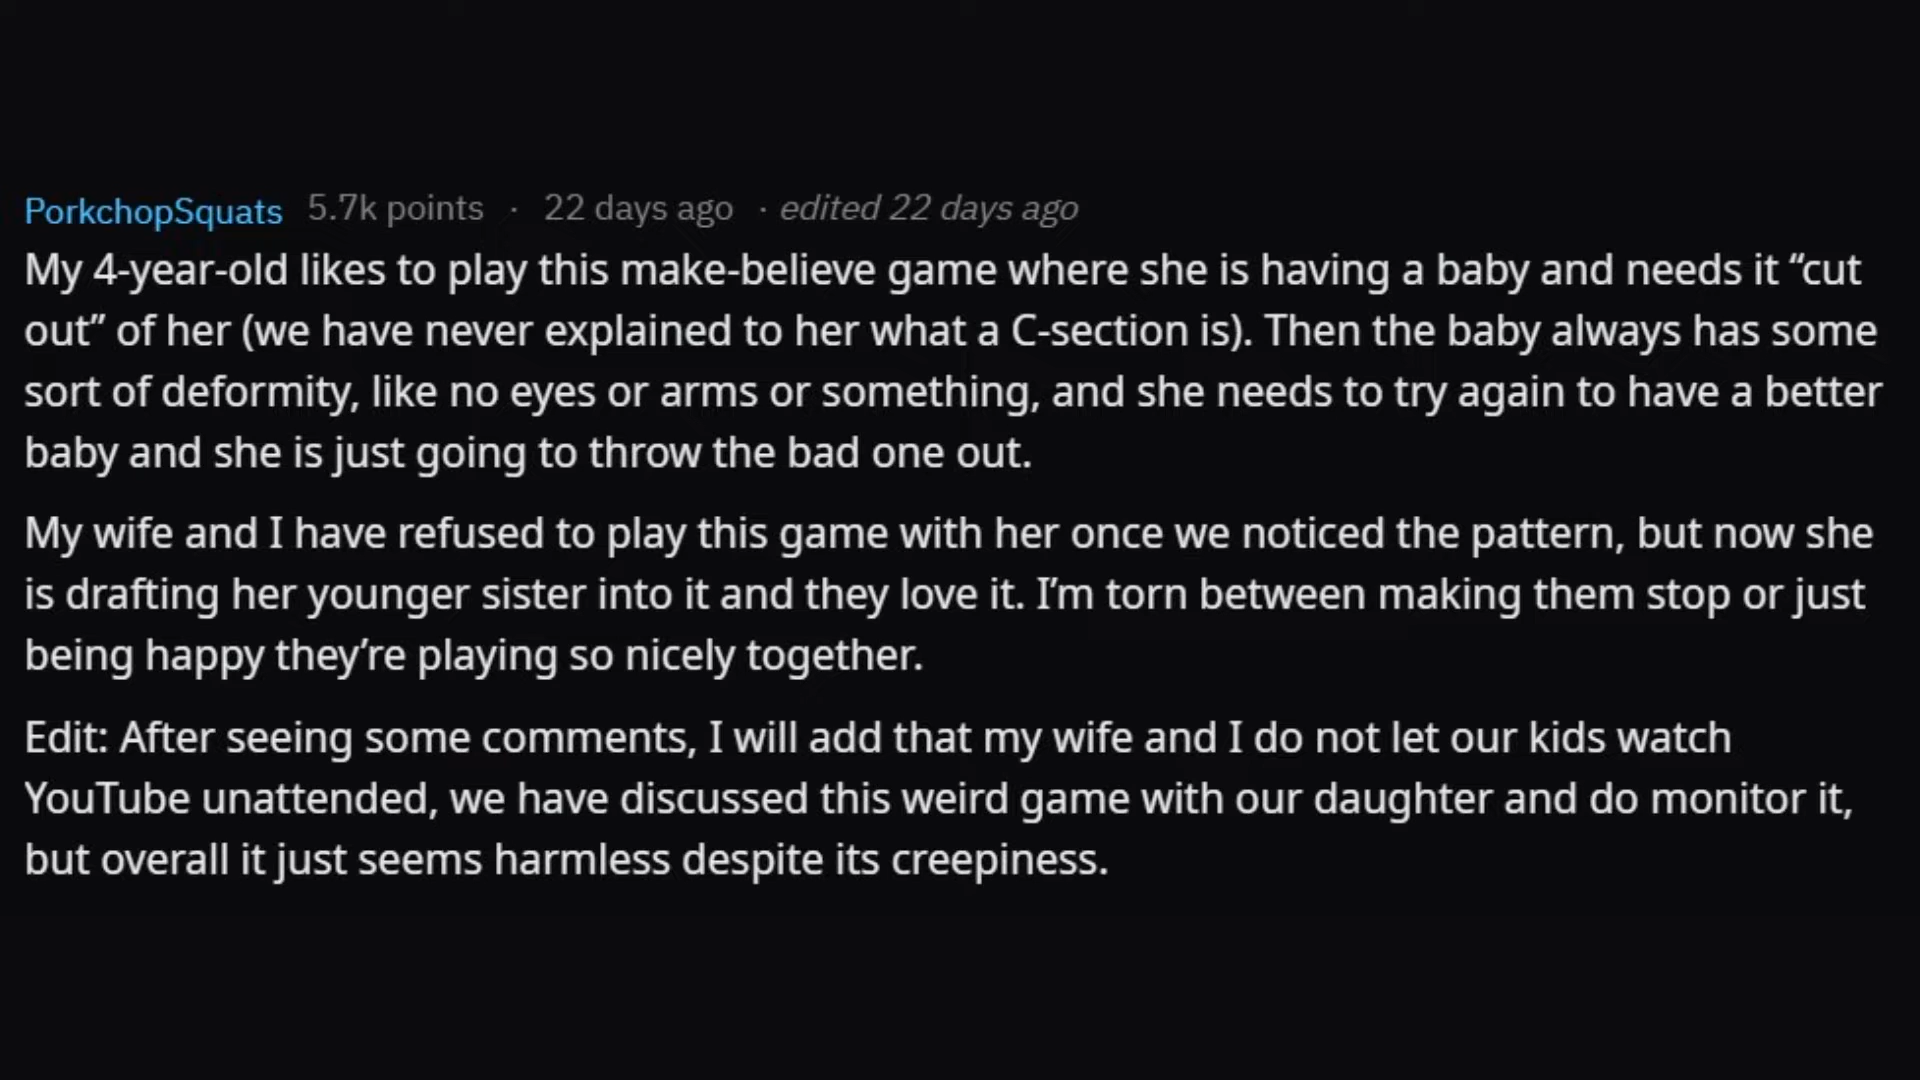 PorkchopSquats 5.7k points · 22 days ago · edited 22 days ago
My 4-year-old likes to play this make-believe game where she is having a baby and needs it “cut
out” of her (we have never explained to her what a C-section is). Then the baby always has some
sort of deformity, like no eyes or arms or something, and she needs to try again to have a better
baby and she is just going to throw the bad one out.
My wife and I have refused to play this game with her once we noticed the pattern, but now she
is drafting her younger sister into it and they love it. I’m torn between making them stop or just
being happy they’re playing so nicely together.
Edit: After seeing some comments, I will add that my wife and I do not let our kids watch
YouTube unattended, we have discussed this weird game with our daughter and do monitor it,
but overall it just seems harmless despite its creepiness.